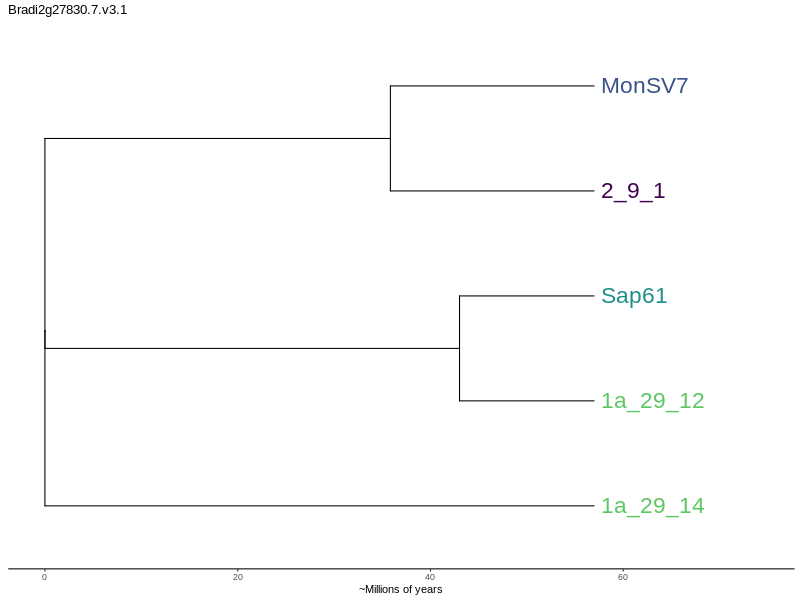 Bradi2g27830.7.v3.1
MonSV7
2_9_1
Sap61
1a_29_12
1a_29_14
0 20 40 60
~Millions of years